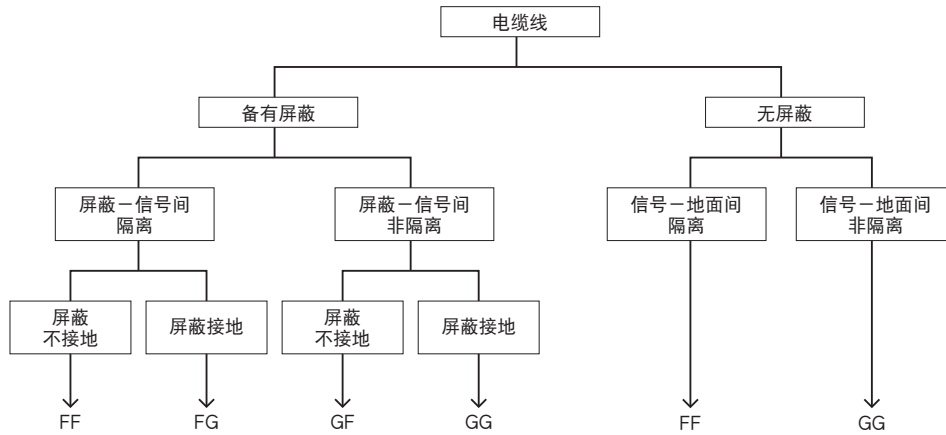 电缆线
备有屏蔽
无屏蔽
屏蔽－信号间
隔离
屏蔽－信号间
非隔离
信号－地面间
隔离
信号－地面间
非隔离
屏蔽
不接地
屏蔽接地
屏蔽
不接地
屏蔽接地
FF
FG
GF
GG
FF
GG